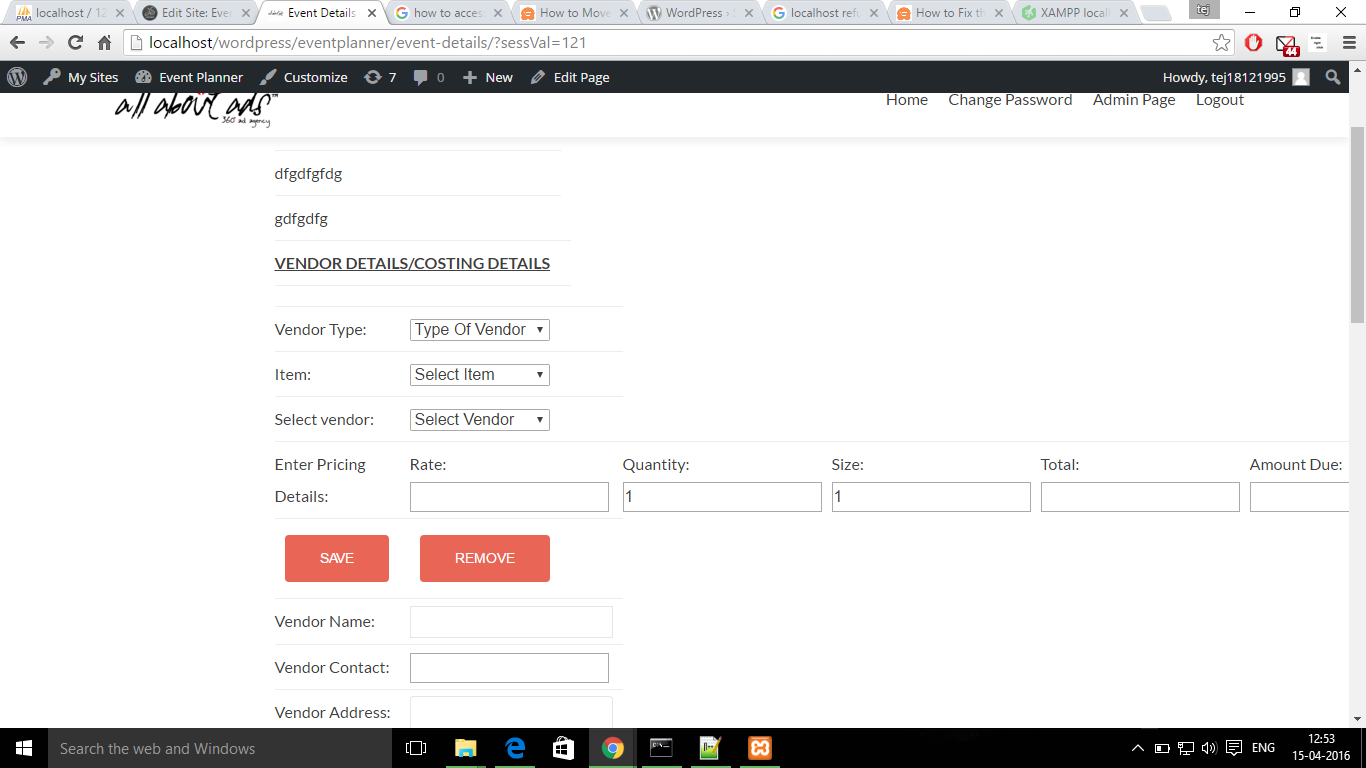 tej
localhost / 12
Edit Site: Eve
Event Details
how to acces
How to Move
WordPress ›
localhost refu
How to Fix th
XAMPP locall
localhost/wordpress/eventplanner/event-details/?sessVal=121
44
My Sites Event Planner Customize 7 0 New Edit Page Howdy, tej18121995
all about ads™
360° ad agency
Home Change Password Admin Page Logout
dfgdfgfdg
gdfgdfg
VENDOR DETAILS/COSTING DETAILS
Vendor Type: Type Of Vendor
Item: Select Item
Select vendor: Select Vendor
Enter Pricing Rate: Quantity: Size: Total: Amount Due:
Details: 1 1
SAVE REMOVE
Vendor Name:
Vendor Contact:
Vendor Address:
Search the web and Windows
ENG
12:53
15-04-2016